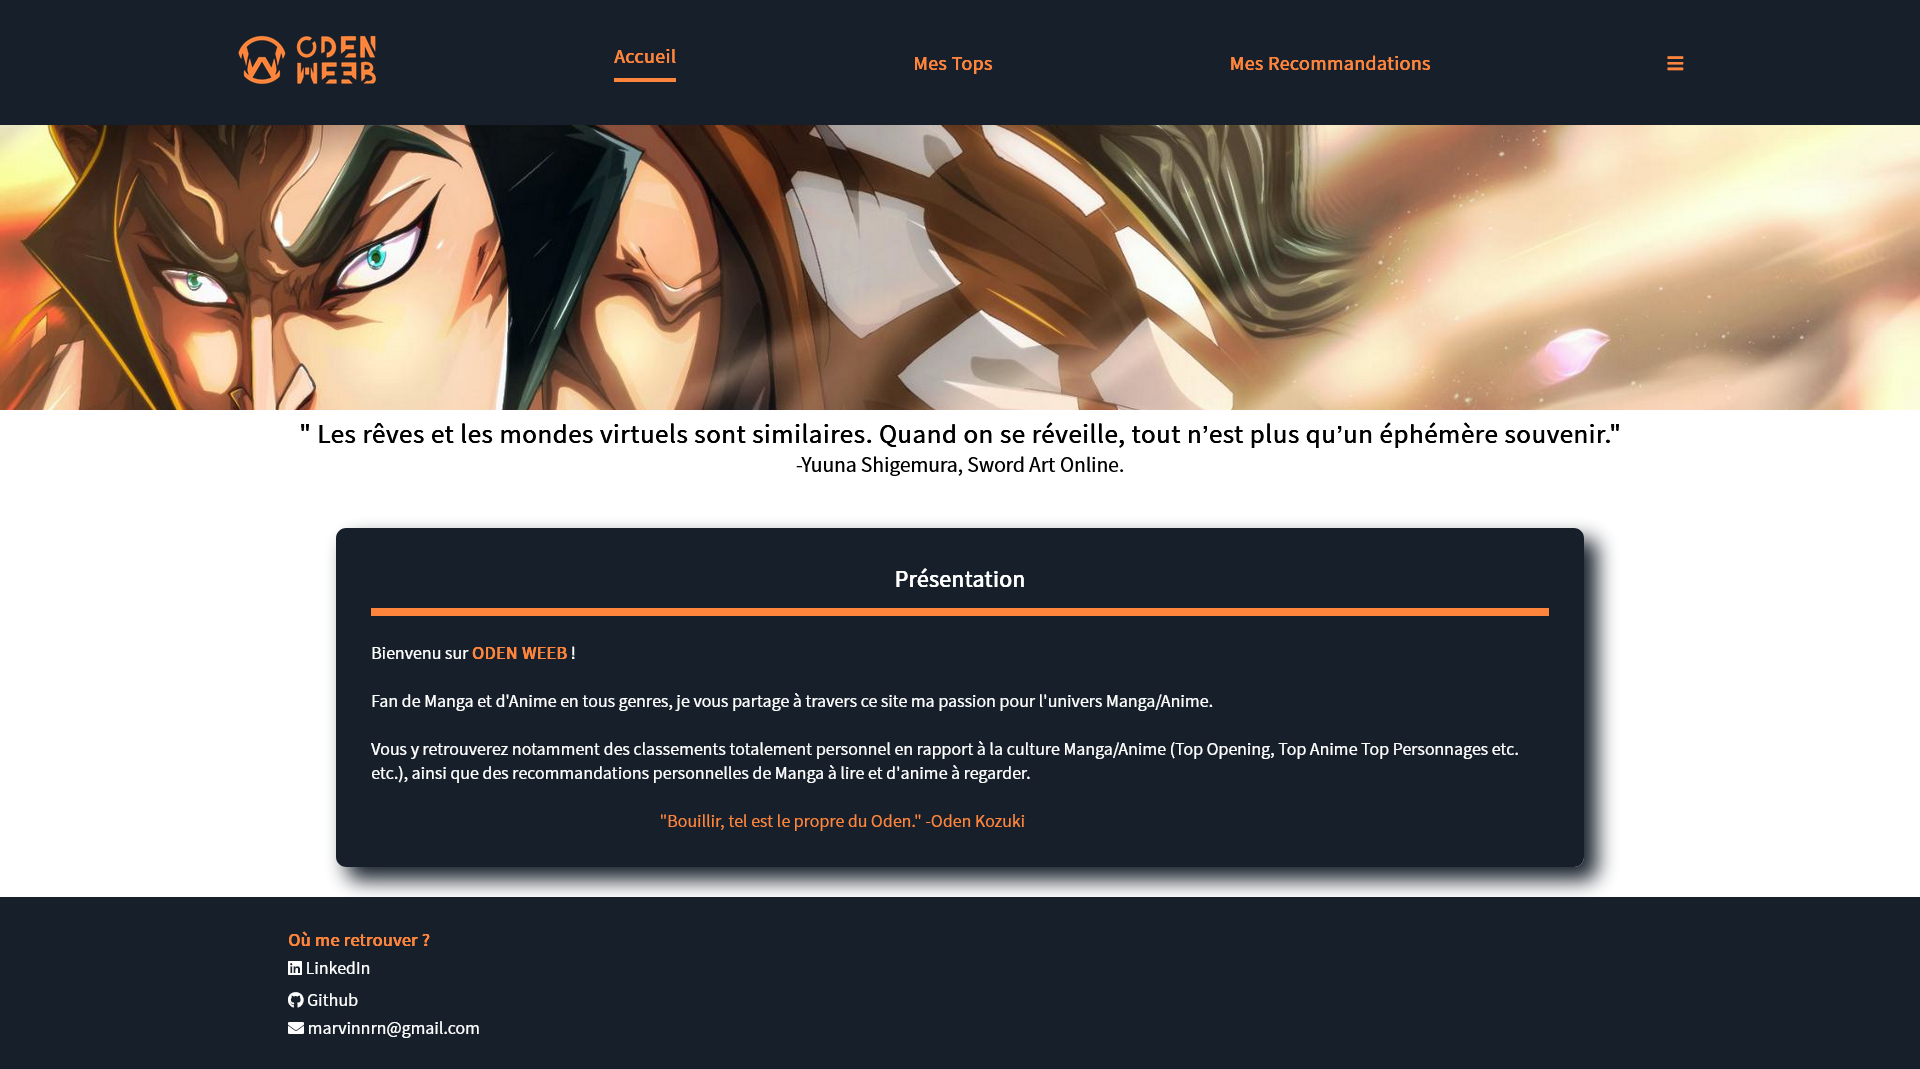 ODEN
WEEB
Accueil
Mes Tops
Mes Recommandations
" Les rêves et les mondes virtuels sont similaires. Quand on se réveille, tout n’est plus qu’un éphémère souvenir."
-Yuuna Shigemura, Sword Art Online.
Présentation
Bienvenu sur ODEN WEEB !
Fan de Manga et d'Anime en tous genres, je vous partage à travers ce site ma passion pour l'univers Manga/Anime.
Vous y retrouverez notamment des classements totalement personnel en rapport à la culture Manga/Anime (Top Opening, Top Anime Top Personnages etc.
etc.), ainsi que des recommandations personnelles de Manga à lire et d'anime à regarder.
"Bouillir, tel est le propre du Oden." -Oden Kozuki
Où me retrouver ?
LinkedIn
Github
marvinnrn@gmail.com